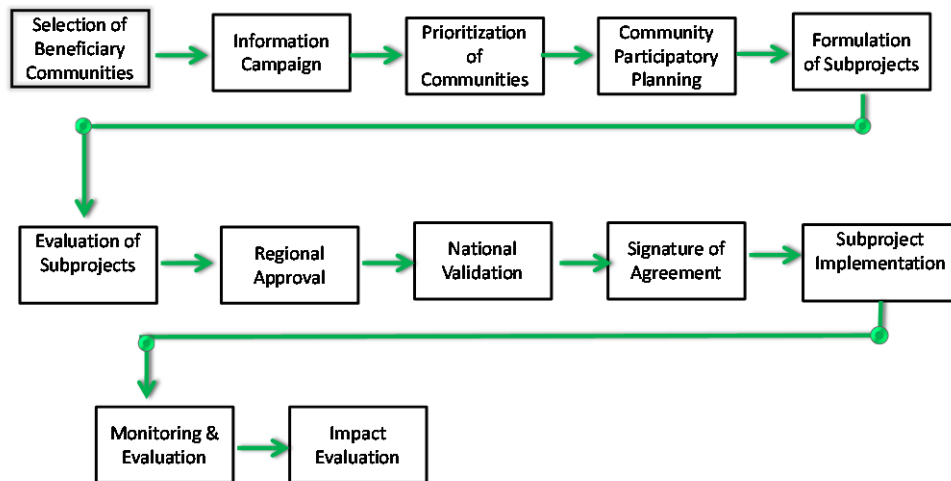 Selection of
Beneficiary
Communities
Information
Campaign
Prioritization
of
Communities
Community
Participatory
Planning
Formulation
of Subprojects
Evaluation of
Subprojects
Regional
Approval
National
Validation
Signature of
Agreement
Subproject
Implementation
Monitoring &
Evaluation
Impact
Evaluation